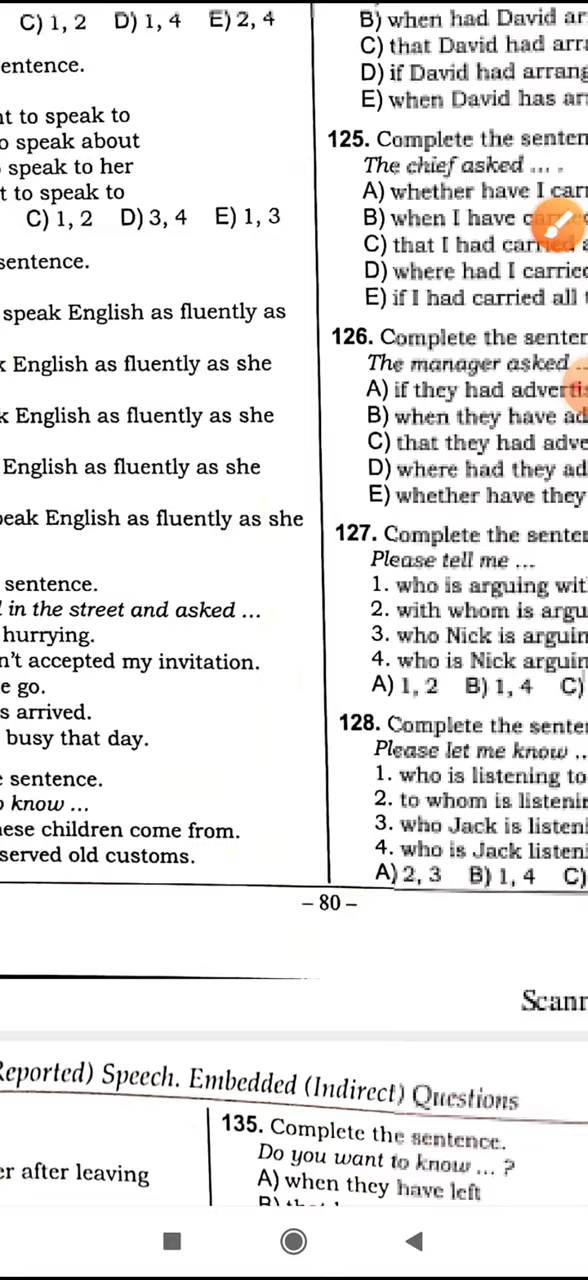 C) 1, 2 D) 1, 4 E) 2, 4
entence.
nt to speak to
o speak about
speak to her
t to speak to
C) 1, 2 D) 3, 4 E) 1, 3
sentence.
speak English as fluently as
k English as fluently as she
k English as fluently as she
English as fluently as she
peak English as fluently as she
sentence.
in the street and asked ...
hurrying.
n't accepted my invitation.
e go.
s arrived.
busy that day.
e sentence.
o know ...
nese children come from.
served old customs.
B) when had David ar
C) that David had arr
D) if David had arrang
E) when David has arr
125. Complete the senten
The chief asked ... .
A) whether have I carr
B) when I have carried
C) that I had carried a
D) where had I carried
E) if I had carried all t
126. Complete the senten
The manager asked ..
A) if they had adverti
B) when they have ad
C) that they had adve
D) where had they ad
E) whether have they
127. Complete the senten
Please tell me ...
1. who is arguing wit
2. with whom is argu
3. who Nick is arguin
4. who is Nick arguin
A) 1, 2 B) 1, 4 C)
128. Complete the senten
Please let me know ..
1. who is listening to
2. to whom is listenin
3. who Jack is listeni
4. who is Jack listeni
A) 2, 3 B) 1, 4 C)
– 80 –
Scann
Reported) Speech. Embedded (Indirect) Questions
er after leaving
135. Complete the sentence.
Do you want to know ... ?
A) when they have left